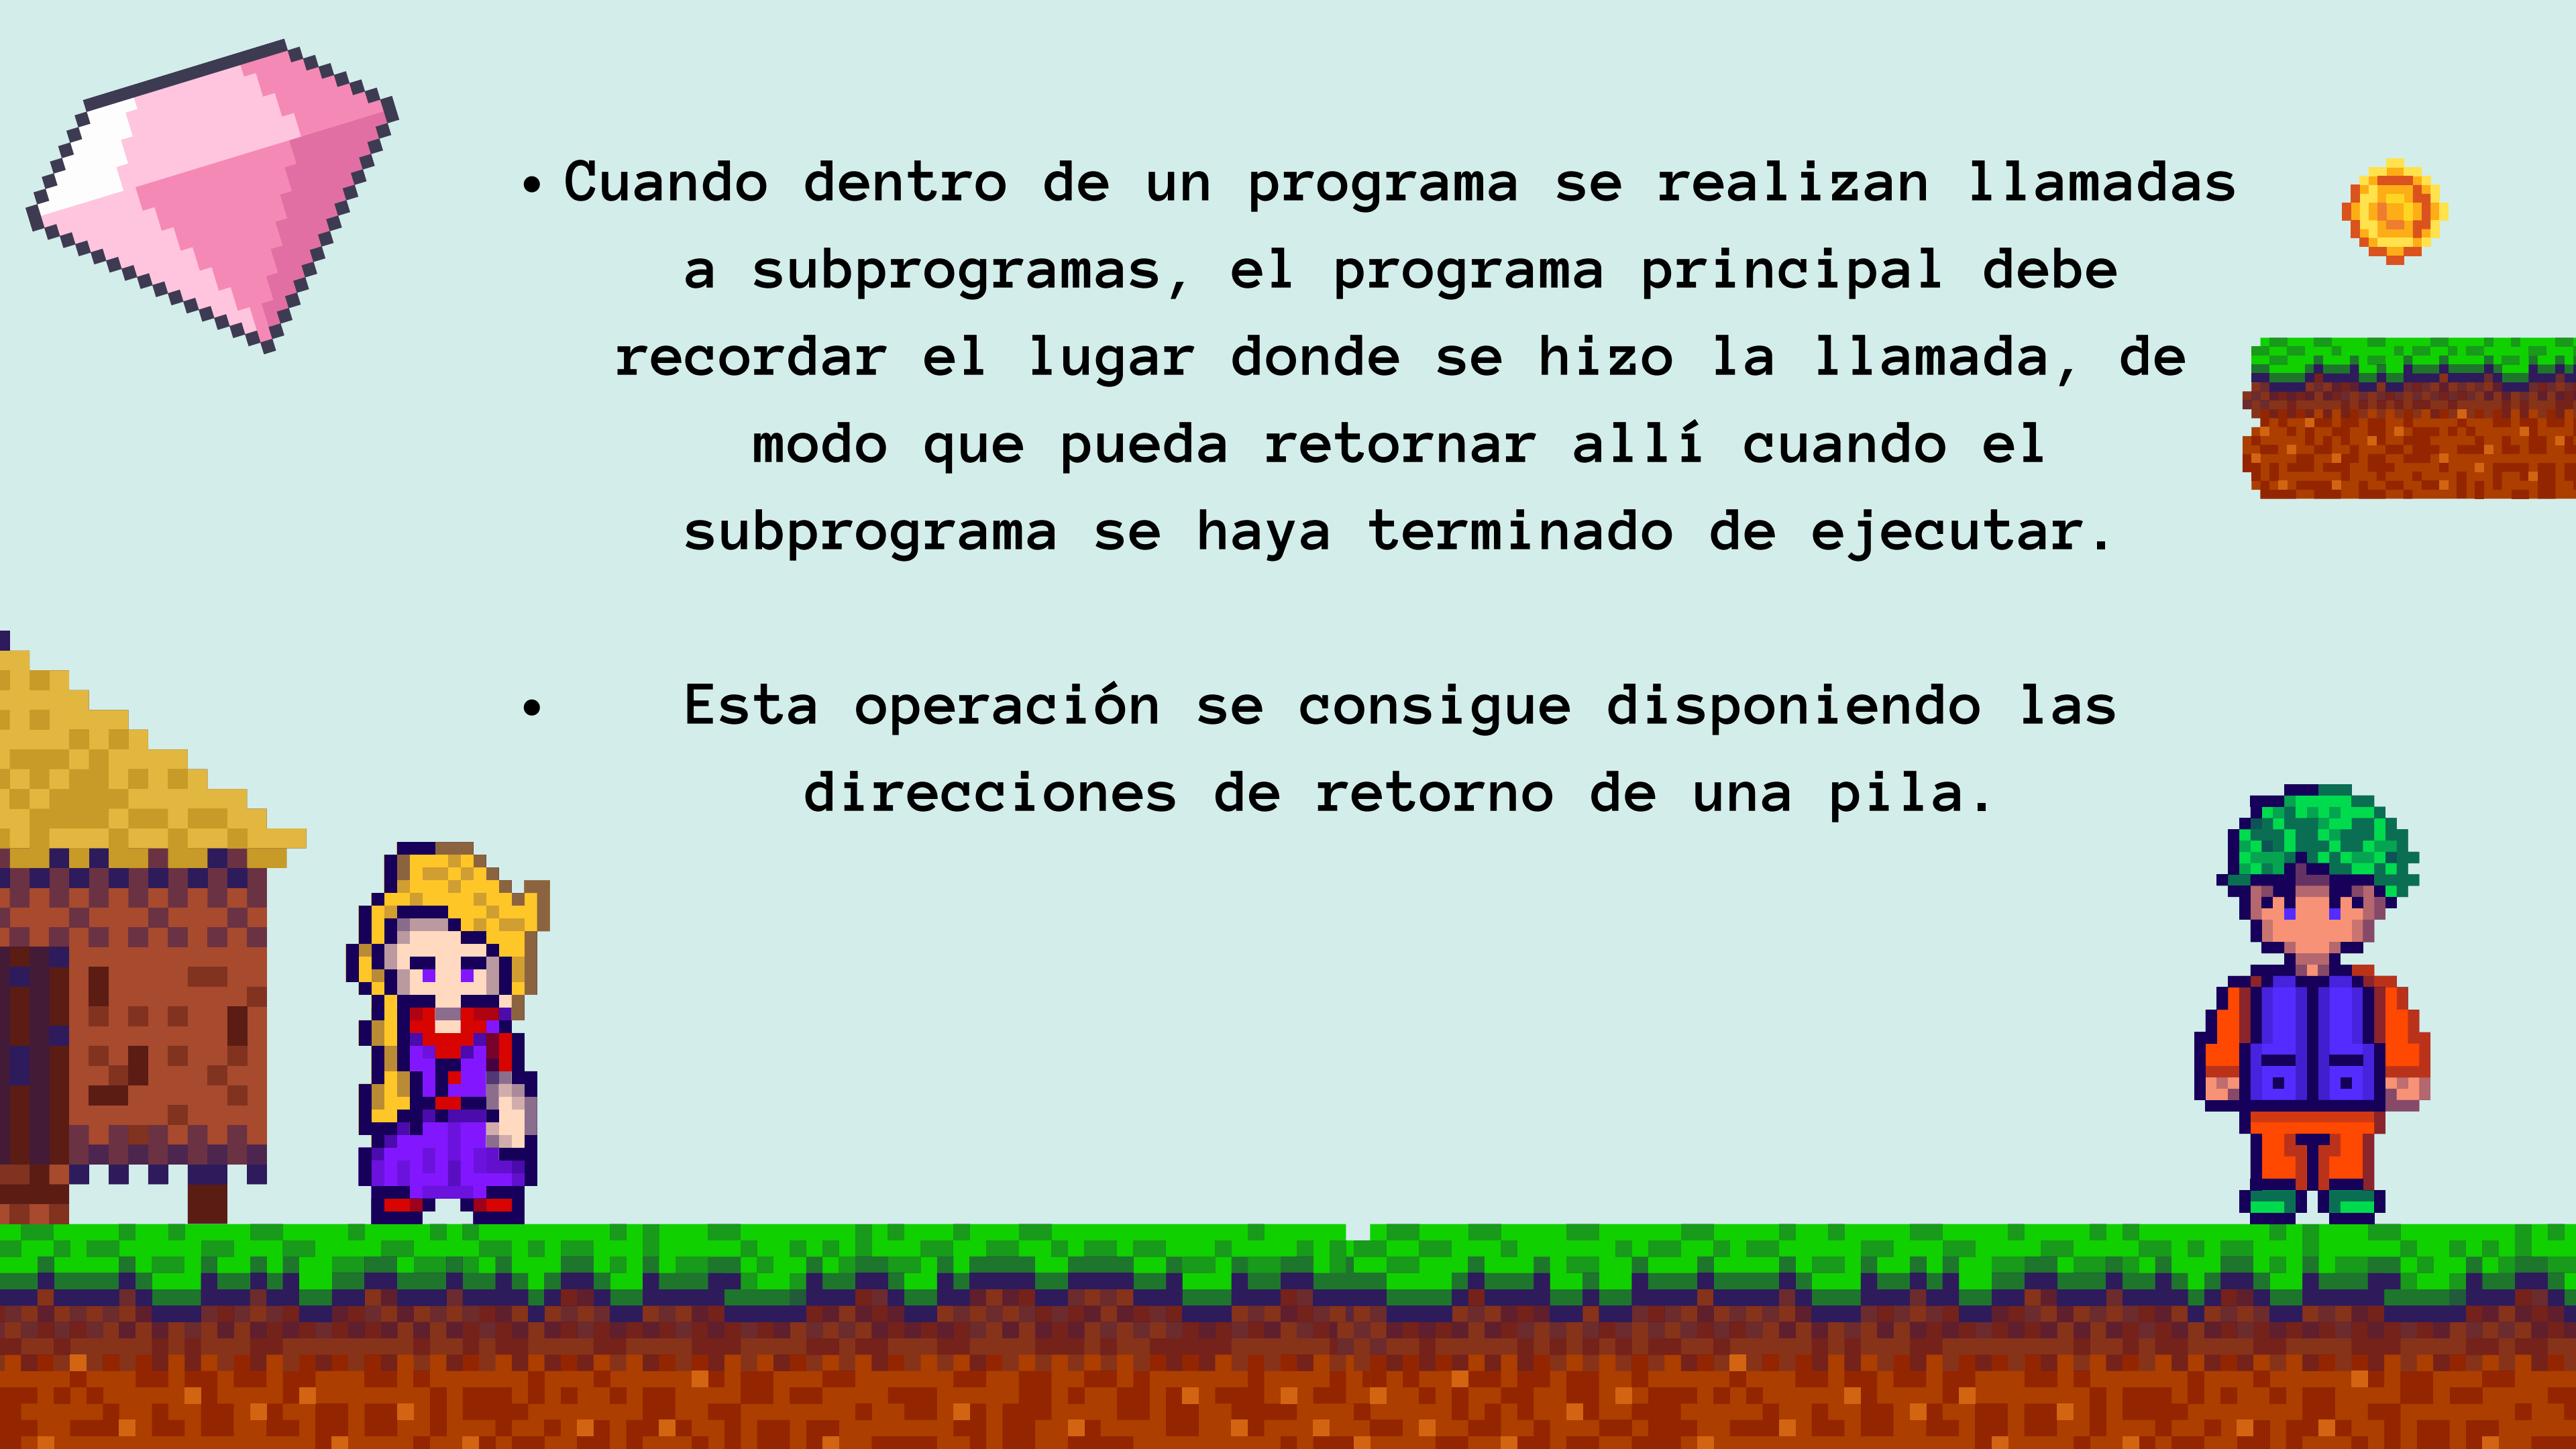 • Cuando dentro de un programa se realizan llamadas
a subprogramas, el programa principal debe
recordar el lugar donde se hizo la llamada, de
modo que pueda retornar allí cuando el
subprograma se haya terminado de ejecutar.
• Esta operación se consigue disponiendo las
direcciones de retorno de una pila.